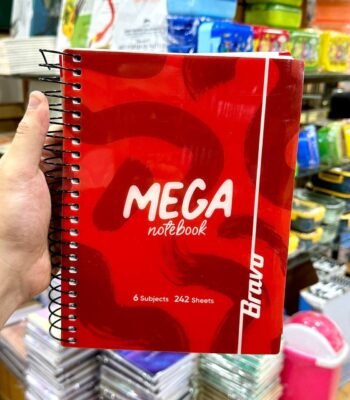 MEGA
notebook
6 Subjects 242 Sheets
Bravo